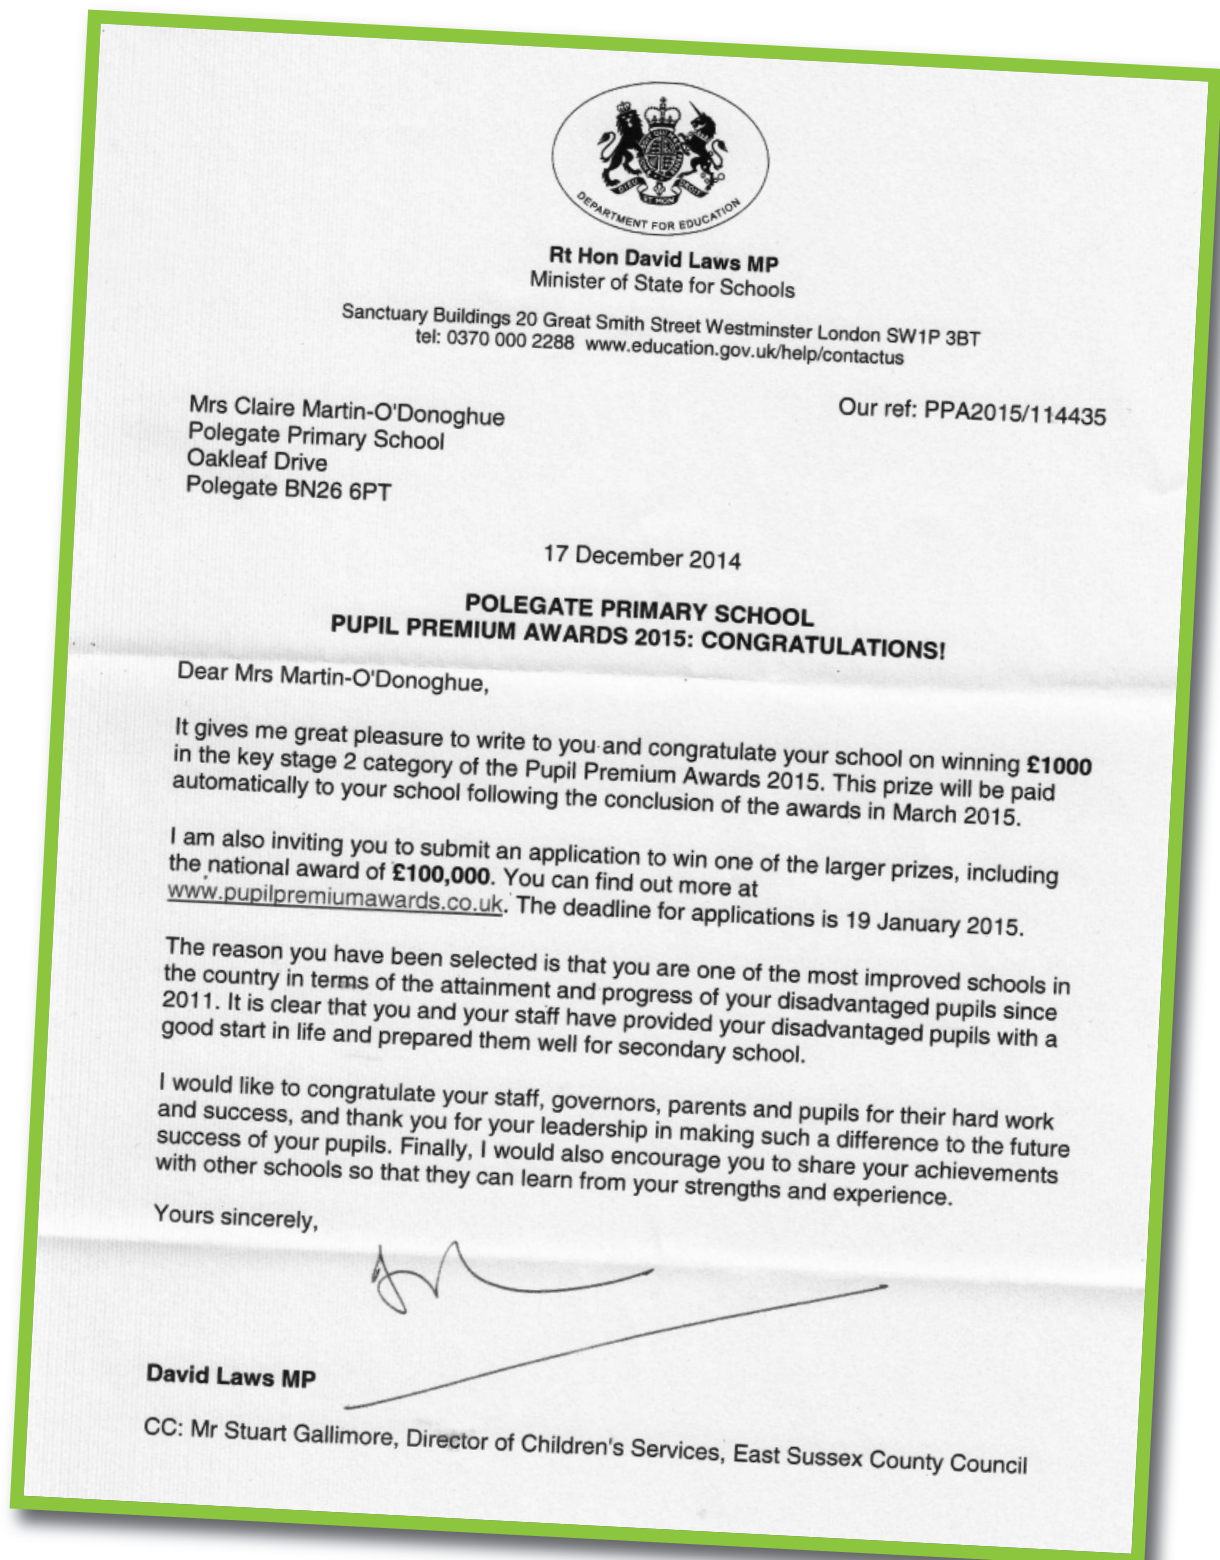 DIEU ET MON DROIT
DEPARTMENT FOR EDUCATION
Rt Hon David Laws MP
Minister of State for Schools
Sanctuary Buildings 20 Great Smith Street Westminster London SW1P 3BT
tel: 0370 000 2288 www.education.gov.uk/help/contactus
Mrs Claire Martin-O'Donoghue
Polegate Primary School
Oakleaf Drive
Polegate BN26 6PT
Our ref: PPA2015/114435
17 December 2014
POLEGATE PRIMARY SCHOOL
PUPIL PREMIUM AWARDS 2015: CONGRATULATIONS!
Dear Mrs Martin-O'Donoghue,
It gives me great pleasure to write to you and congratulate your school on winning £1000
in the key stage 2 category of the Pupil Premium Awards 2015. This prize will be paid
automatically to your school following the conclusion of the awards in March 2015.
I am also inviting you to submit an application to win one of the larger prizes, including
the national award of £100,000. You can find out more at
www.pupilpremiumawards.co.uk. The deadline for applications is 19 January 2015.
The reason you have been selected is that you are one of the most improved schools in
the country in terms of the attainment and progress of your disadvantaged pupils since
2011. It is clear that you and your staff have provided your disadvantaged pupils with a
good start in life and prepared them well for secondary school.
I would like to congratulate your staff, governors, parents and pupils for their hard work
and success, and thank you for your leadership in making such a difference to the future
success of your pupils. Finally, I would also encourage you to share your achievements
with other schools so that they can learn from your strengths and experience.
Yours sincerely,
David Laws MP
CC: Mr Stuart Gallimore, Director of Children's Services, East Sussex County Council